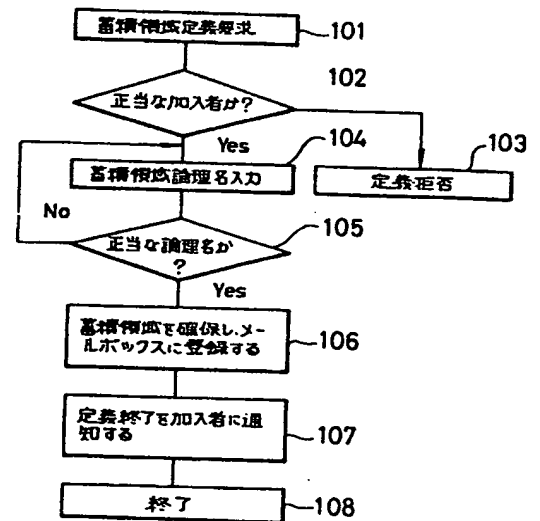 蓄積領域定義要求
101
102
正当な加入者か?
Yes
104
103
蓄積領域論理名入力
定義拒否
No
105
正当な論理名か
?
Yes
蓄積領域を確保し、メー
ルボックスに登録する
106
定義終了を加入者に通
知する
107
終了
108